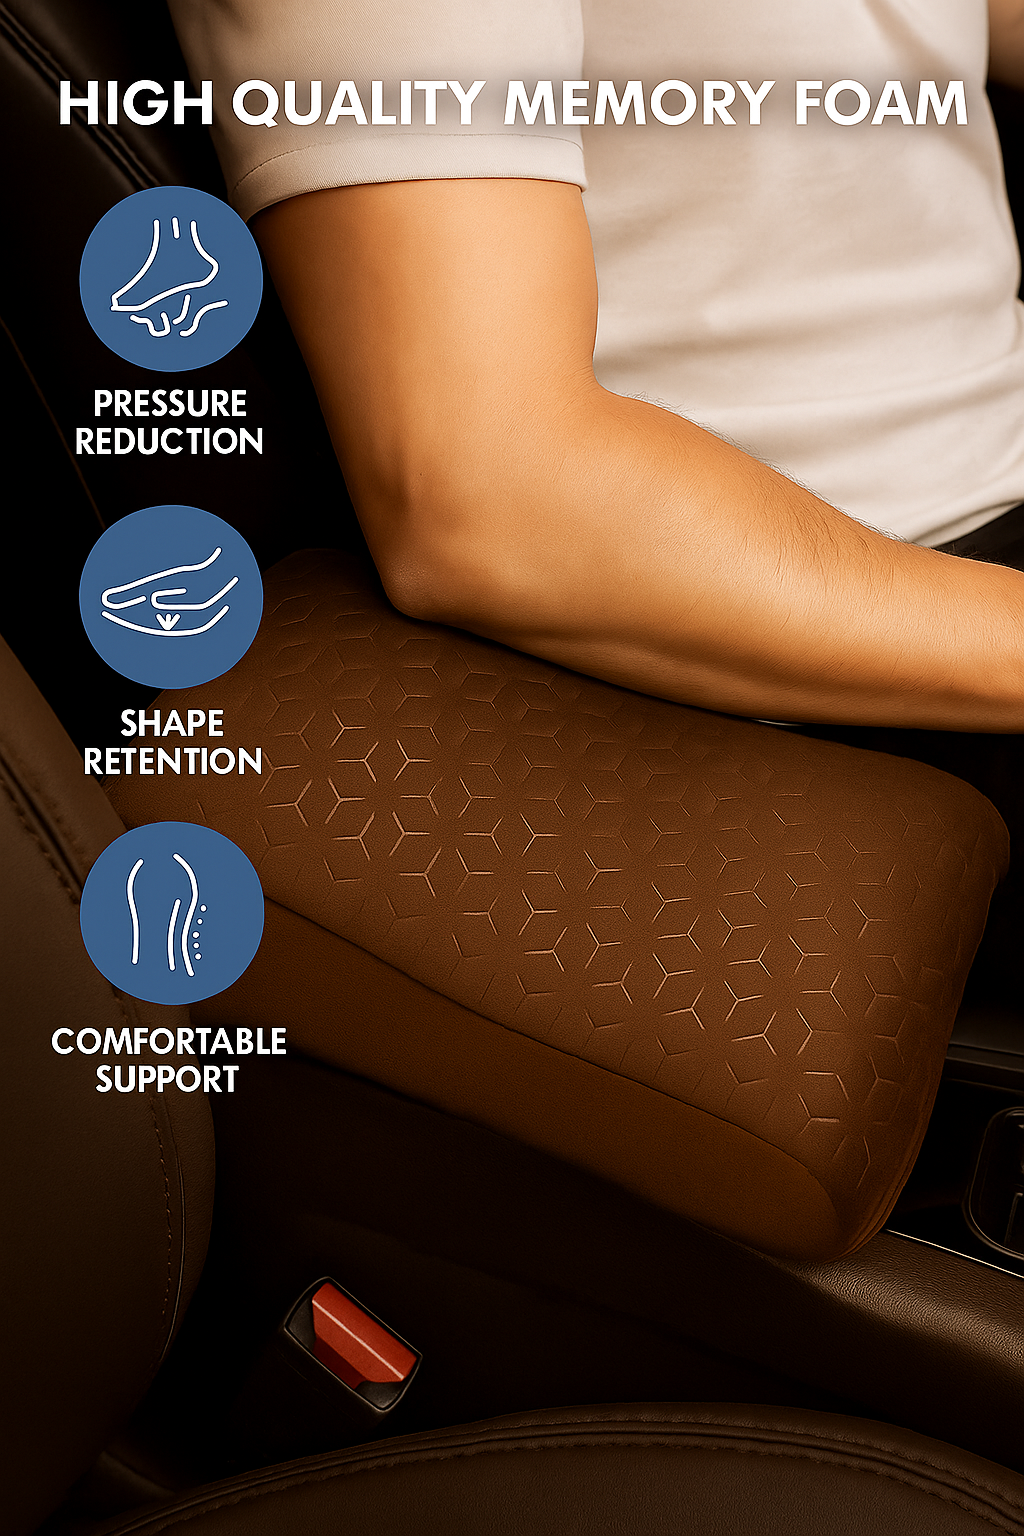 HIGH QUALITY MEMORY FOAM
PRESSURE
REDUCTION
SHAPE
RETENTION
COMFORTABLE
SUPPORT